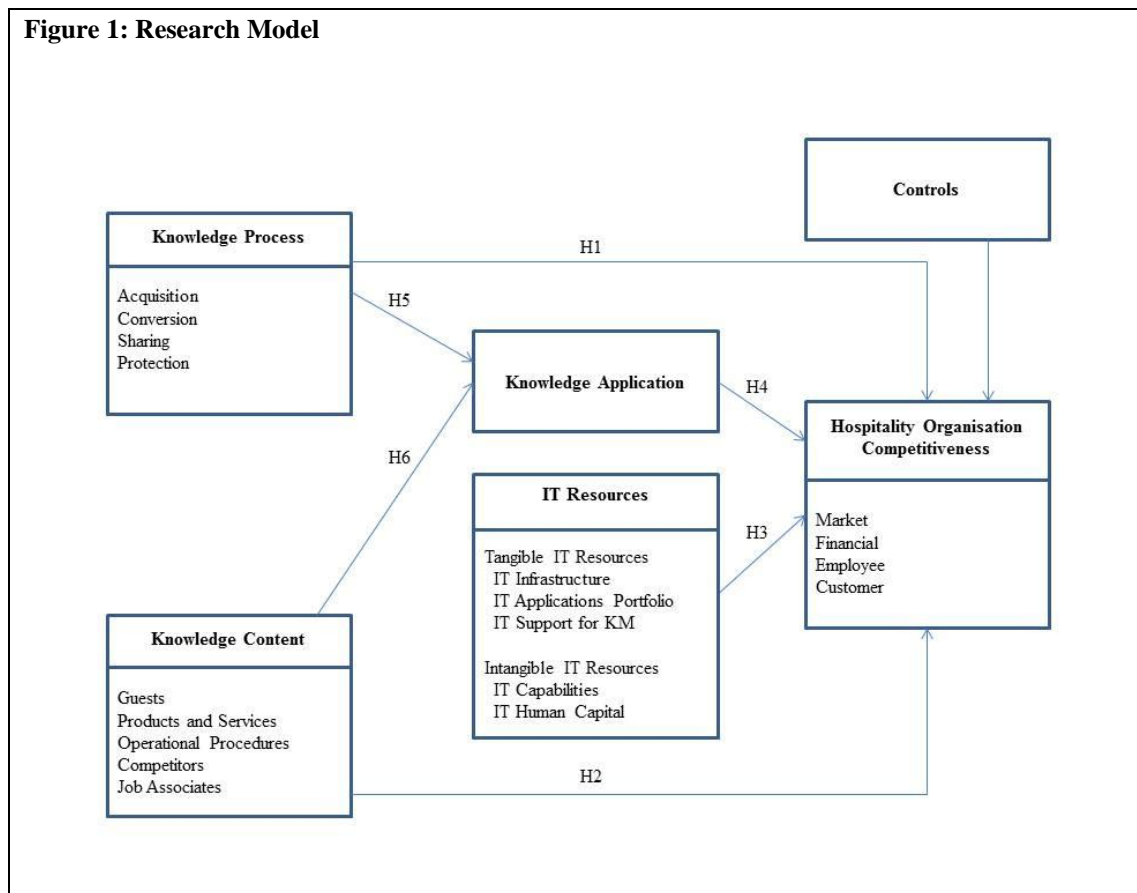 Figure 1: Research Model
Controls
Knowledge Process
Acquisition
Conversion
Sharing
Protection
H1
H5
Knowledge Application
H4
H6
Hospitality Organisation
Competitiveness
Market
Financial
Employee
Customer
IT Resources
Tangible IT Resources
IT Infrastructure
IT Applications Portfolio
IT Support for KM
Intangible IT Resources
IT Capabilities
IT Human Capital
H3
Knowledge Content
Guests
Products and Services
Operational Procedures
Competitors
Job Associates
H2